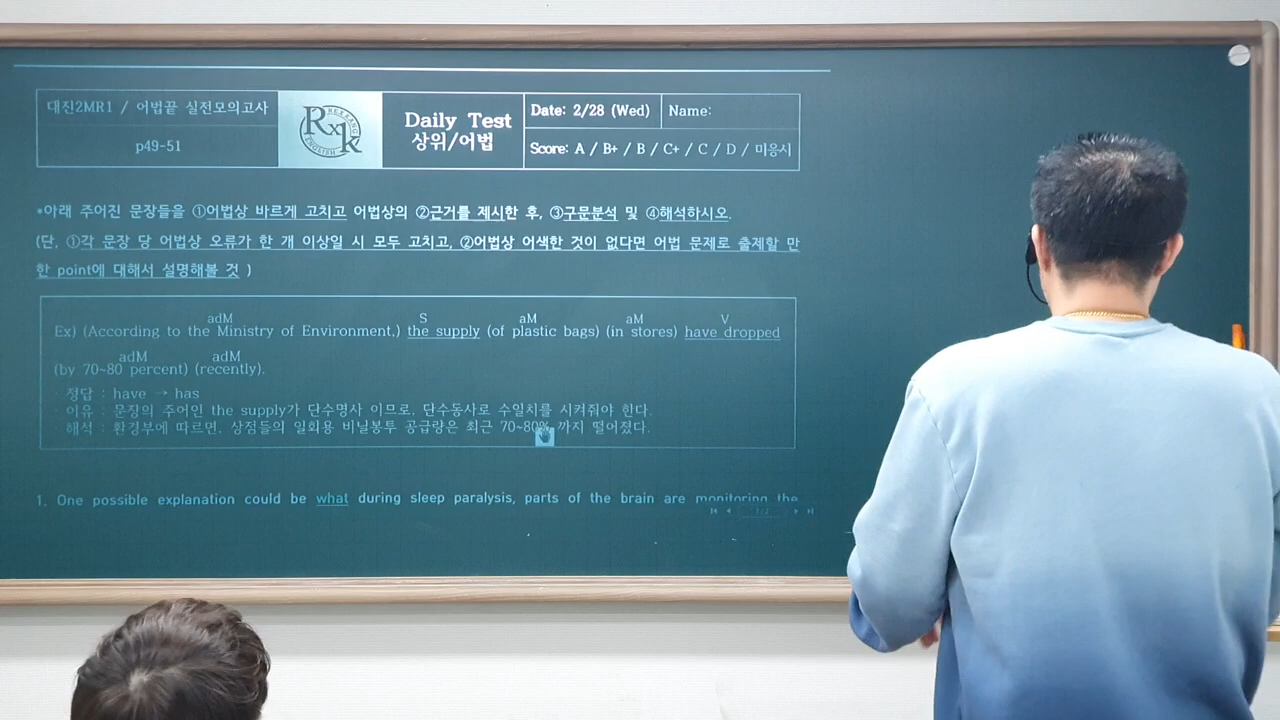 대진2MR1 / 어법끝 실전모의고사
p49-51
RxK
ENGLISH
Daily Test
상위/어법
Date: 2/28 (Wed)
Name:
Score: A / B+ / B / C+ / C / D / 미응시
*아래 주어진 문장들을 ①어법상 바르게 고치고 어법상의 ②근거를 제시한 후, ③구문분석 및 ④해석하시오.
(단, ①각 문장 당 어법상 오류가 한 개 이상일 시 모두 고치고, ②어법상 어색한 것이 없다면 어법 문제로 출제할 만
한 point에 대해서 설명해볼 것 )
adM S aM aM V
Ex) (According to the Ministry of Environment,) the supply (of plastic bags) (in stores) have dropped
adM adM
(by 70~80 percent) (recently).
· 정답 : have → has
· 이유 : 문장의 주어인 the supply가 단수명사 이므로, 단수동사로 수일치를 시켜줘야 한다.
· 해석 : 환경부에 따르면, 상점들의 일회용 비닐봉투 공급량은 최근 70~80% 까지 떨어졌다.
1. One possible explanation could be what during sleep paralysis, parts of the brain are monitoring the
1/2